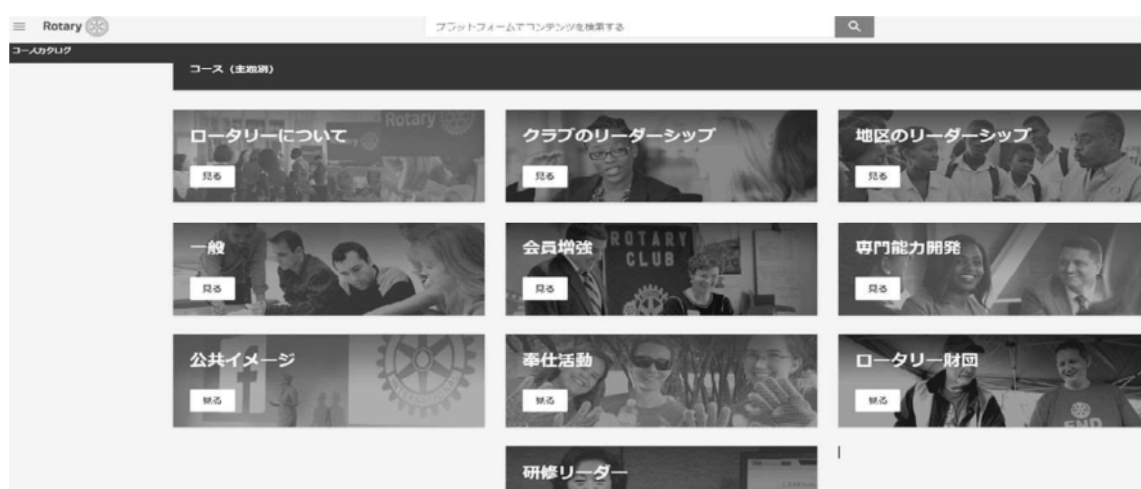 Rotary
プラットフォームでコンテンツを検索する
コースカタログ
コース（主題別）
Rotary
ロータリーについて
見る
クラブのリーダーシップ
見る
地区のリーダーシップ
見る
一般
見る
ROTARY
CLUB
会員増強
見る
専門能力開発
見る
公共イメージ
f
INTERNATIONAL
見る
奉仕活動
見る
ロータリー財団
見る
END
研修リーダー